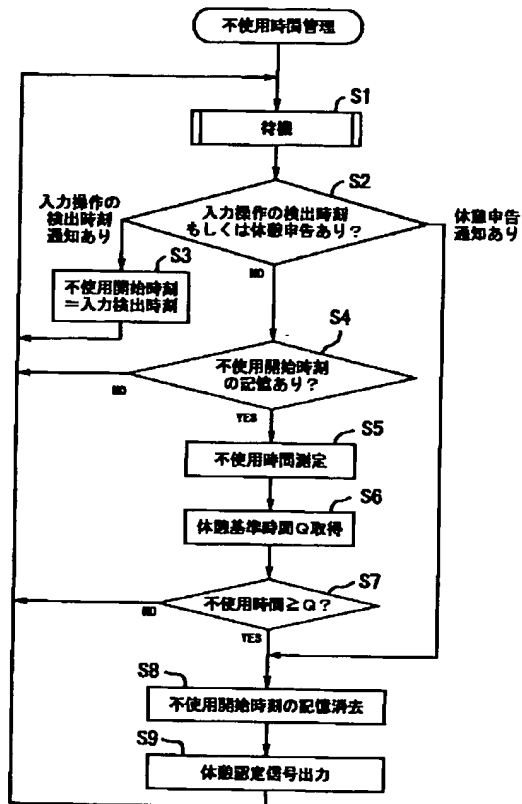 不使用時間管理
S1
待機
S2
入力操作の検出時刻
もしくは休憩申告あり？
入力操作の
検出時刻
通知あり
休憩申告
通知あり
S3
不使用開始時刻
＝入力検出時刻
NO
S4
不使用開始時刻
の記憶あり？
NO
YES
S5
不使用時間測定
S6
休憩基準時間Q取得
S7
不使用時間≧Q？
NO
YES
S8
不使用開始時刻の記憶消去
S9
休憩認定信号出力